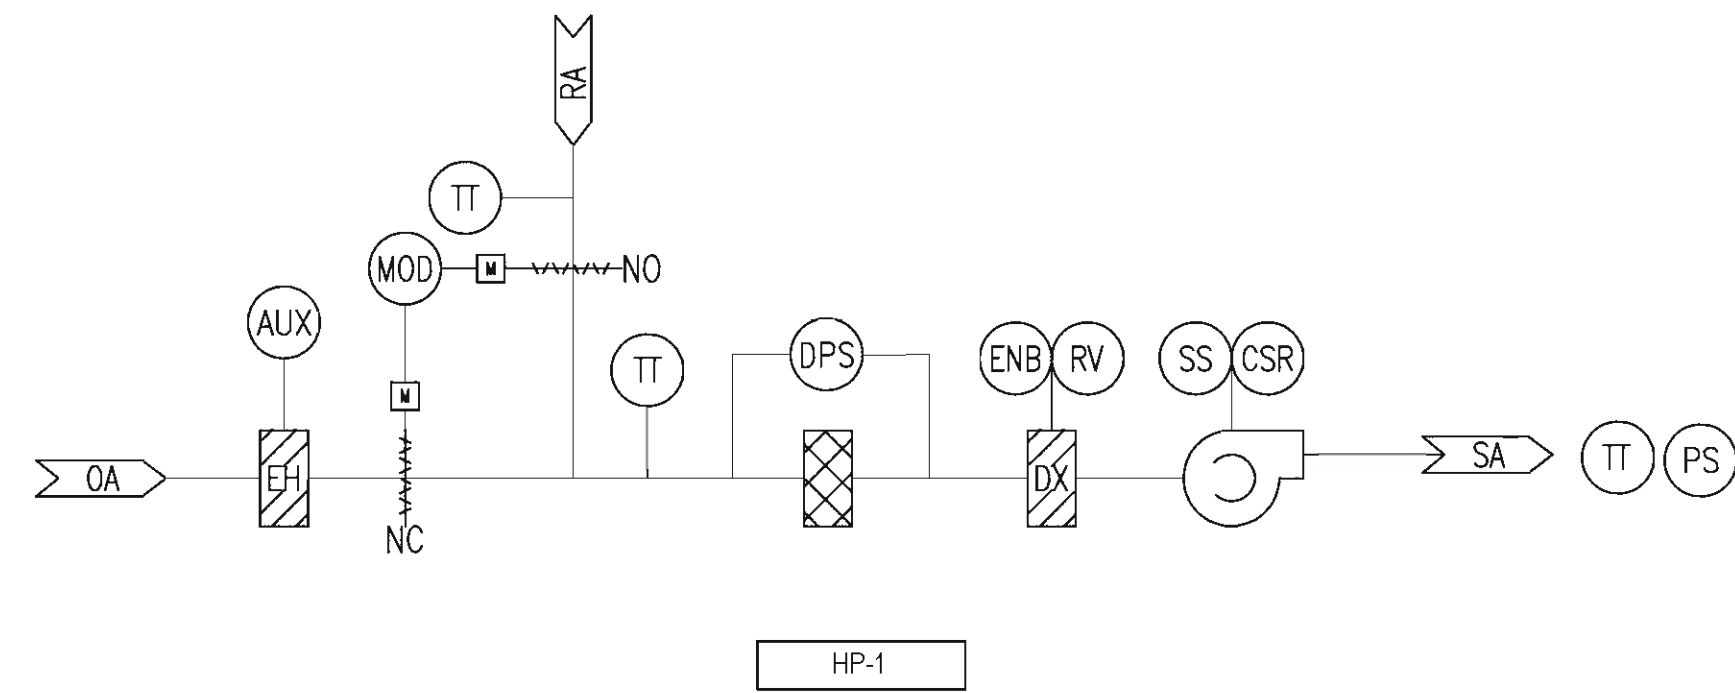 RA
TT
MOD
M
NO
AUX
TT
DPS
ENB
RV
SS
CSR
M
OA
EH
DX
SA
TT
PS
NC
HP-1